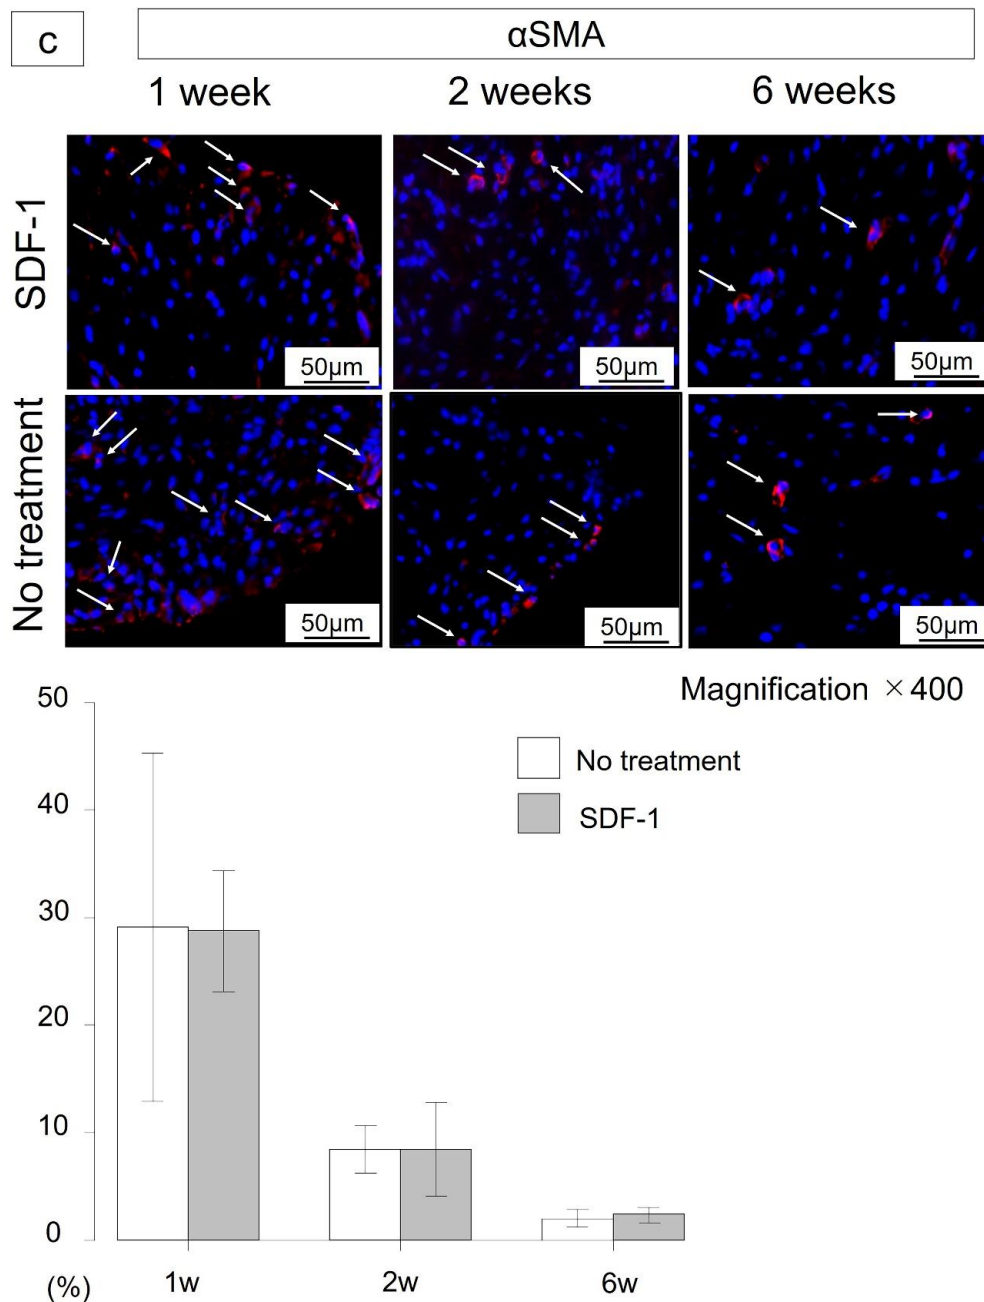 c
αSMA
1 week
2 weeks
6 weeks
SDF-1
50µm
50µm
50µm
No treatment
50µm
50µm
50µm
Magnification ×400
50
40
30
20
10
0
No treatment
SDF-1
(%)
1w
2w
6w